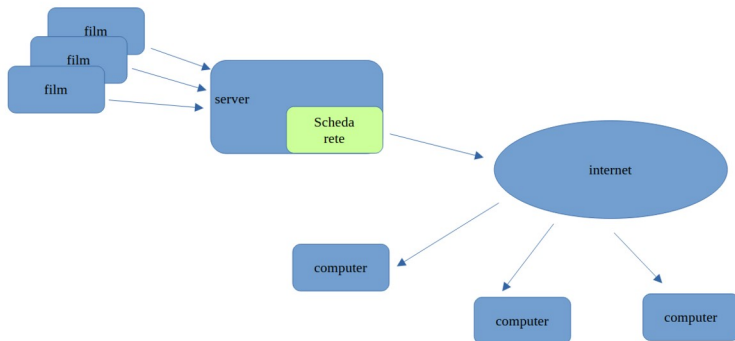 film
film
film
server
Scheda
rete
internet
computer
computer
computer